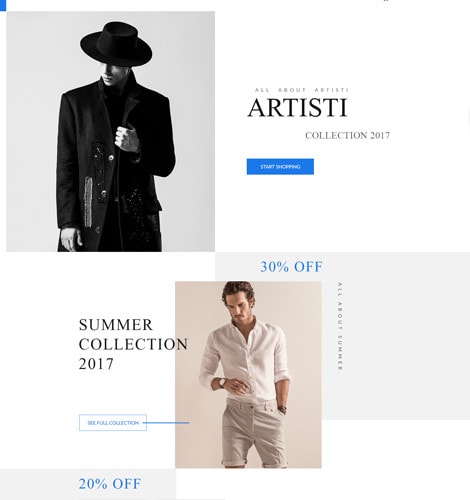 ALL ABOUT ARTISTI
ARTISTI
COLLECTION 2017
START SHOPPING
30% OFF
ALL ABOUT SUMMER
SUMMER
COLLECTION
2017
SEE FULL COLLECTION
20% OFF